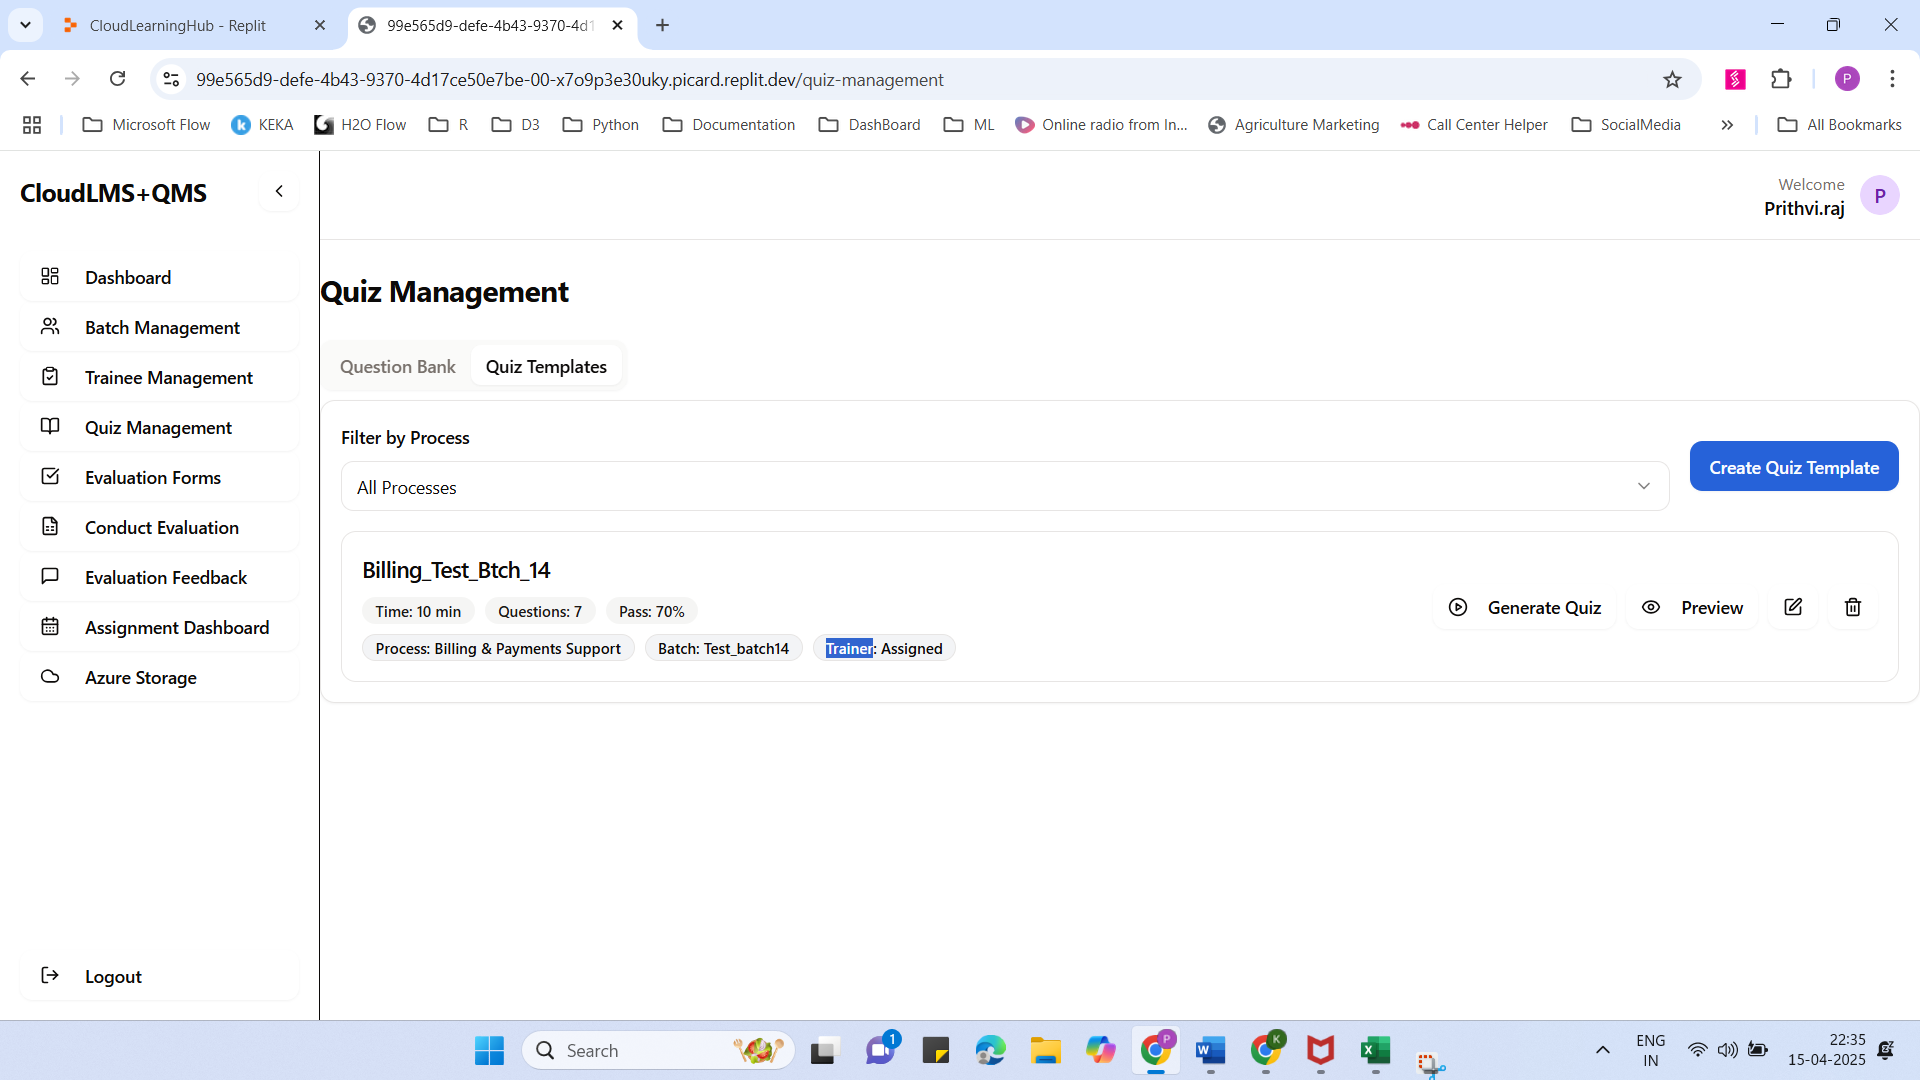 CloudLearningHub - Replit
99e565d9-defe-4b43-9370-4d1
99e565d9-defe-4b43-9370-4d17ce50e7be-00-x7o9p3e30uky.picard.replit.dev/quiz-management
P
Microsoft Flow KEKA H2O Flow R D3 Python Documentation DashBoard ML Online radio from In... Agriculture Marketing Call Center Helper SocialMedia » All Bookmarks
CloudLMS+QMS
Welcome
Prithvi.raj
P
Dashboard
Batch Management
Trainee Management
Quiz Management
Evaluation Forms
Conduct Evaluation
Evaluation Feedback
Assignment Dashboard
Azure Storage
Logout
Quiz Management
Question Bank Quiz Templates
Filter by Process
All Processes
Create Quiz Template
Billing_Test_Btch_14
Time: 10 min Questions: 7 Pass: 70%
Process: Billing & Payments Support Batch: Test_batch14 Trainer: Assigned
Generate Quiz Preview
Search
1
P
K
ENG
IN
22:35
15-04-2025